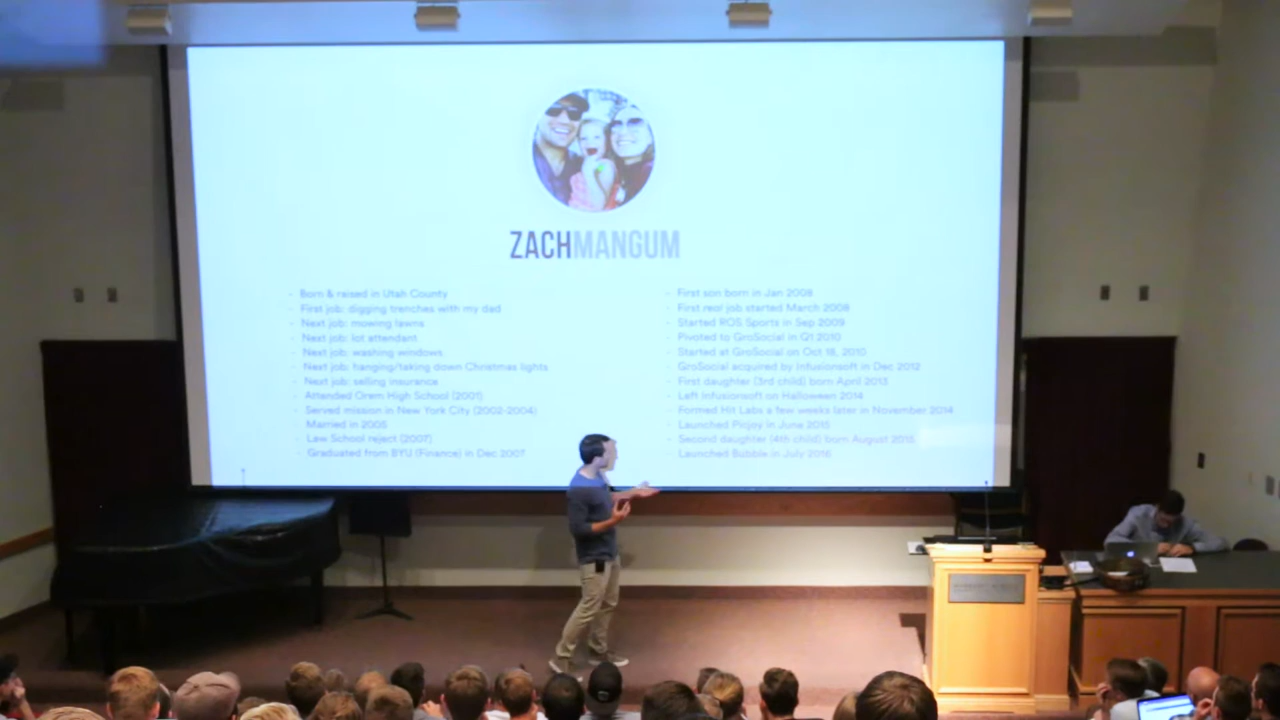 ZACHMANGUM
- Born & raised in Utah County
- First job: digging trenches with my dad
- Next job: mowing lawns
- Next job: lot attendant
- Next job: washing windows
- Next job: hanging/taking down Christmas lights
- Next job: selling insurance
- Attended Orem High School (2001)
- Served mission in New York City (2002-2004)
- Married in 2005
- Law School reject (2007)
- Graduated from BYU (Finance) in Dec 2007
- First son born in Jan 2008
- First real job started March 2008
- Started ROS Sports in Sep 2009
- Pivoted to GroSocial in Q1 2010
- Started at GroSocial on Oct 18, 2010
- GroSocial acquired by Infusionsoft in Dec 2012
- First daughter (3rd child) born April 2013
- Left Infusionsoft on Halloween 2014
- Formed Hit Labs a few weeks later in November 2014
- Launched Picjoy in June 2015
- Second daughter (4th child) born August 2015
- Launched Bubble in July 2016